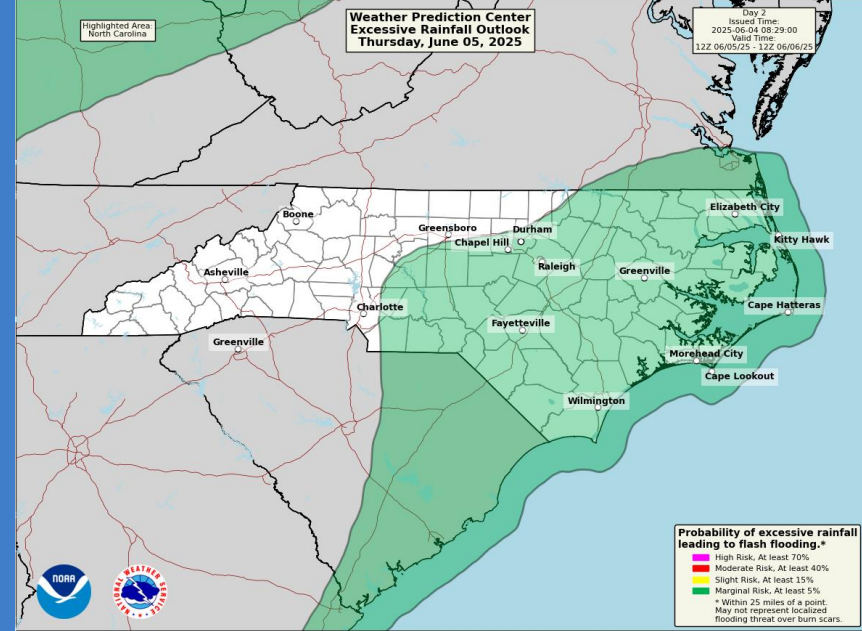 Highlighted Area:
North Carolina
Weather Prediction Center
Excessive Rainfall Outlook
Thursday, June 05, 2025
Day 2
Issued Time:
2025-06-04 08:29:00
Valid Time:
12Z 06/05/25 - 12Z 06/06/25
Boone
Greensboro
Durham
Chapel Hill
Elizabeth City
Kitty Hawk
Asheville
Raleigh
Greenville
Charlotte
Cape Hatteras
Fayetteville
Greenville
Morehead City
Cape Lookout
Wilmington
Probability of excessive rainfall
leading to flash flooding.*
High Risk, At least 70%
Moderate Risk, At least 40%
Slight Risk, At least 15%
Marginal Risk, At least 5%
* Within 25 miles of a point.
May not represent localized
flooding threat over burn scars.
NOAA
NATIONAL WEATHER SERVICE